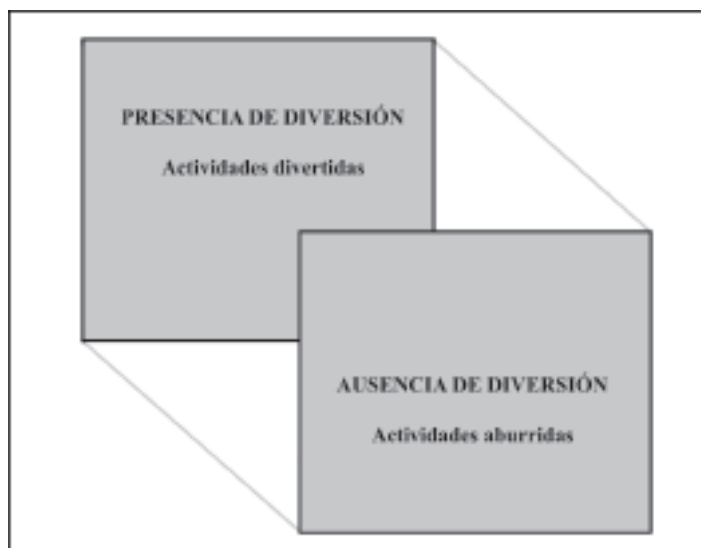 PRESENCIA DE DIVERSIÓN
Actividades divertidas
AUSENCIA DE DIVERSIÓN
Actividades aburridas